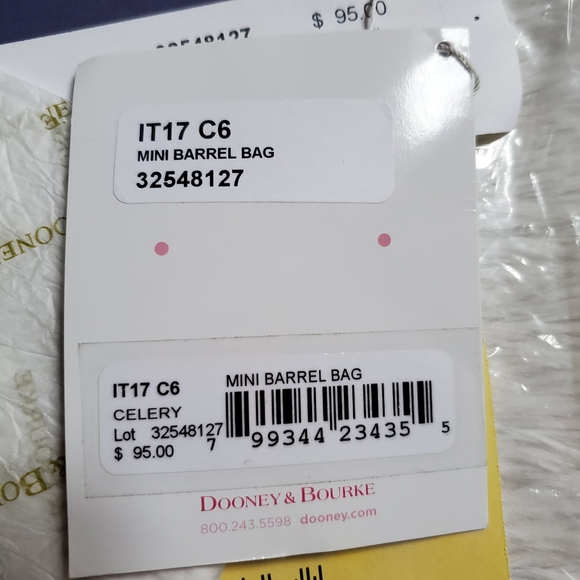 $ 95.00
32548127
IT17 C6
MINI BARREL BAG
32548127
IT17 C6
MINI BARREL BAG
CELERY
Lot 32548127
$ 95.00
7 99344 23435 5
DOONEY & BOURKE
800.243.5598 dooney.com